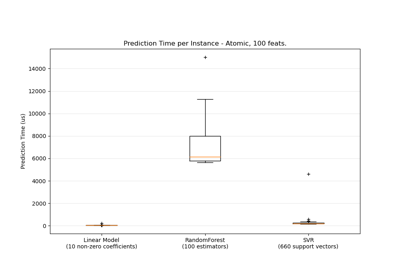 Prediction Time per Instance - Atomic, 100 feats.
Prediction Time (us)
14000
12000
10000
8000
6000
4000
2000
0
Linear Model
(10 non-zero coefficients)
RandomForest
(100 estimators)
SVR
(660 support vectors)